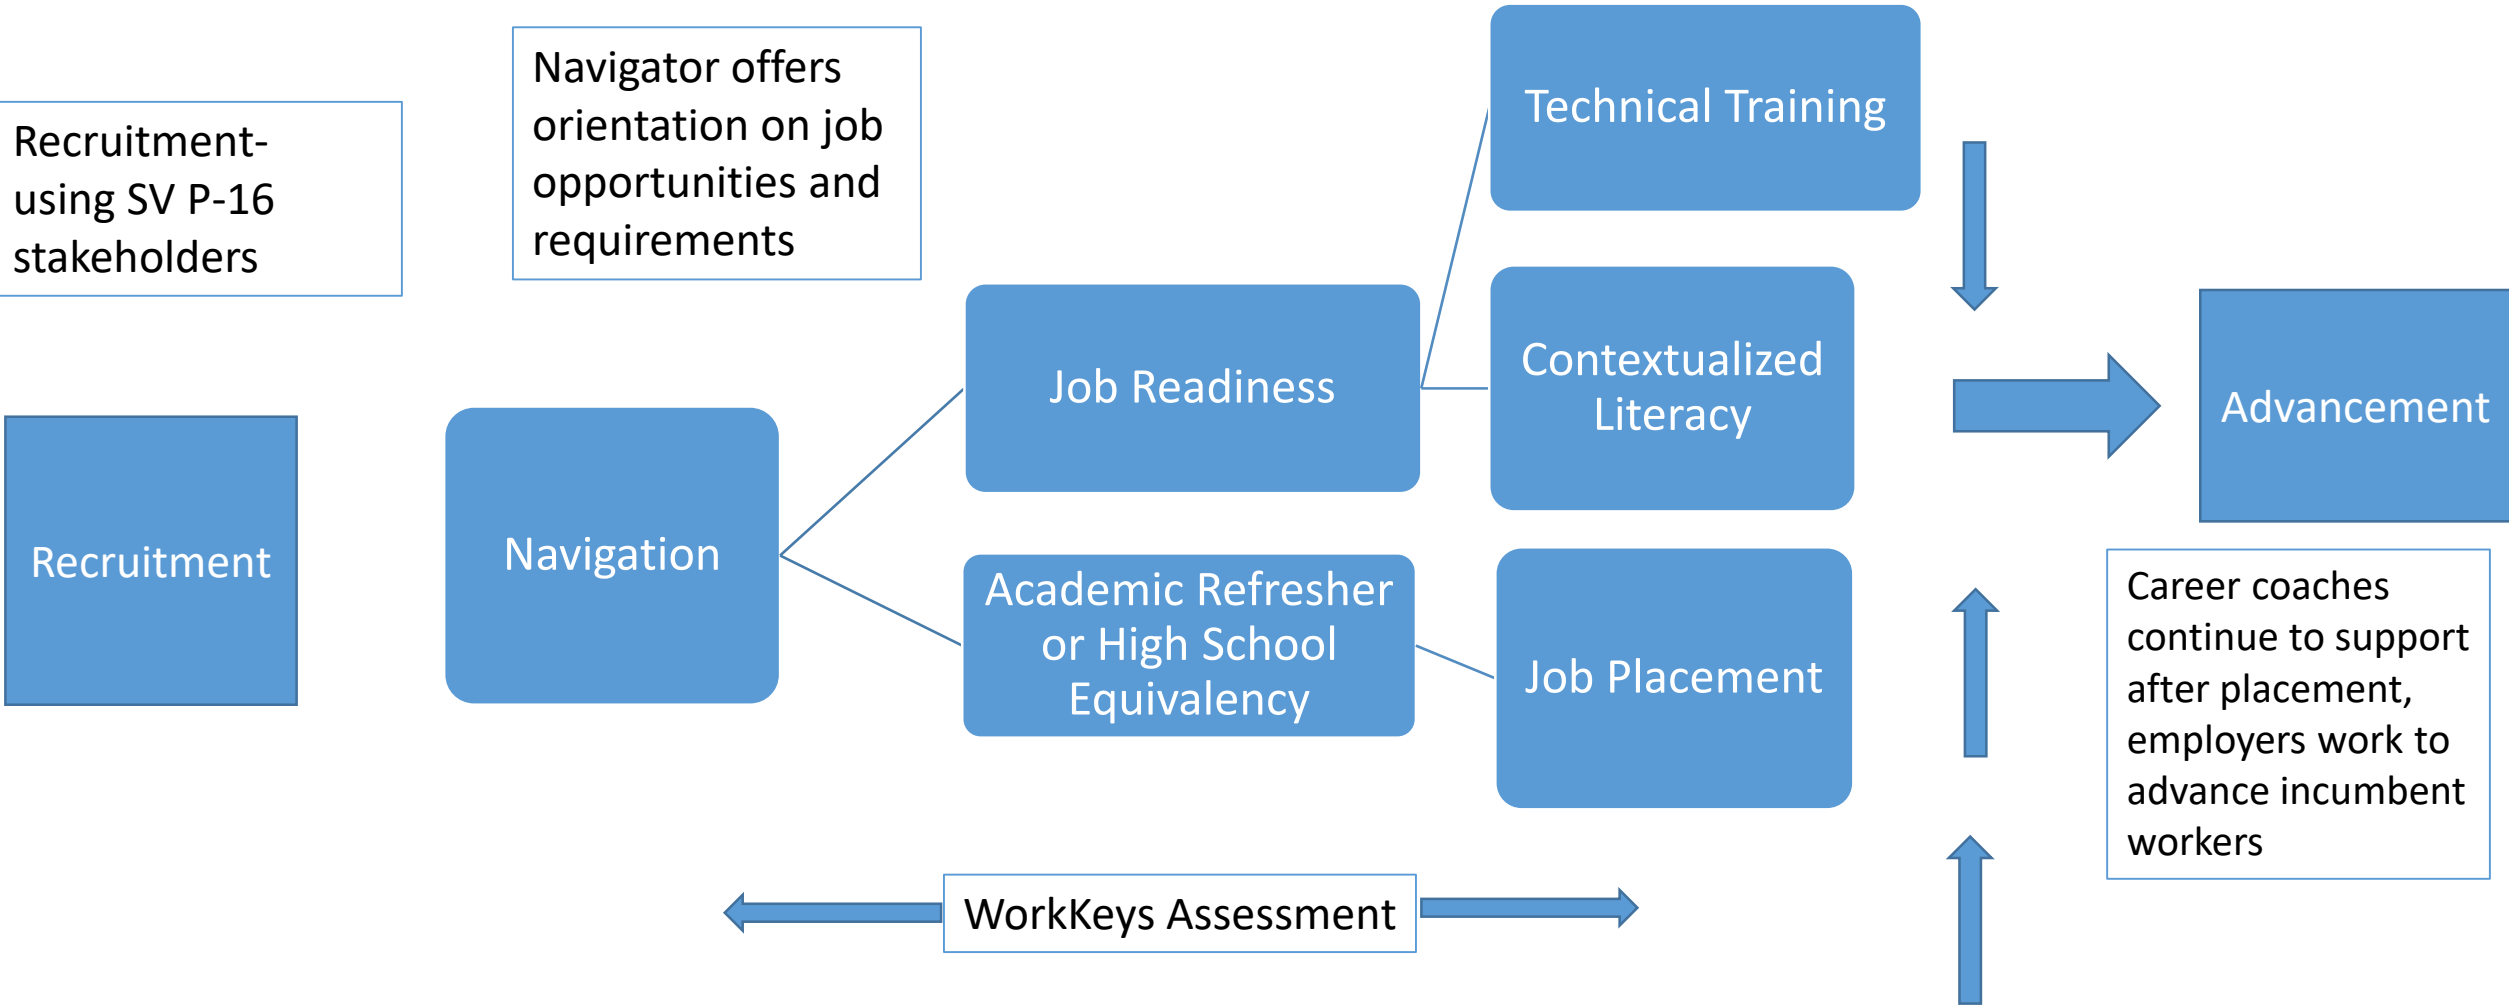 Recruitment-
using SV P-16
stakeholders
Navigator offers
orientation on job
opportunities and
requirements
Recruitment
Navigation
Job Readiness
Academic Refresher
or High School
Equivalency
Technical Training
Contextualized
Literacy
Job Placement
WorkKeys Assessment
Advancement
Career coaches
continue to support
after placement,
employers work to
advance incumbent
workers